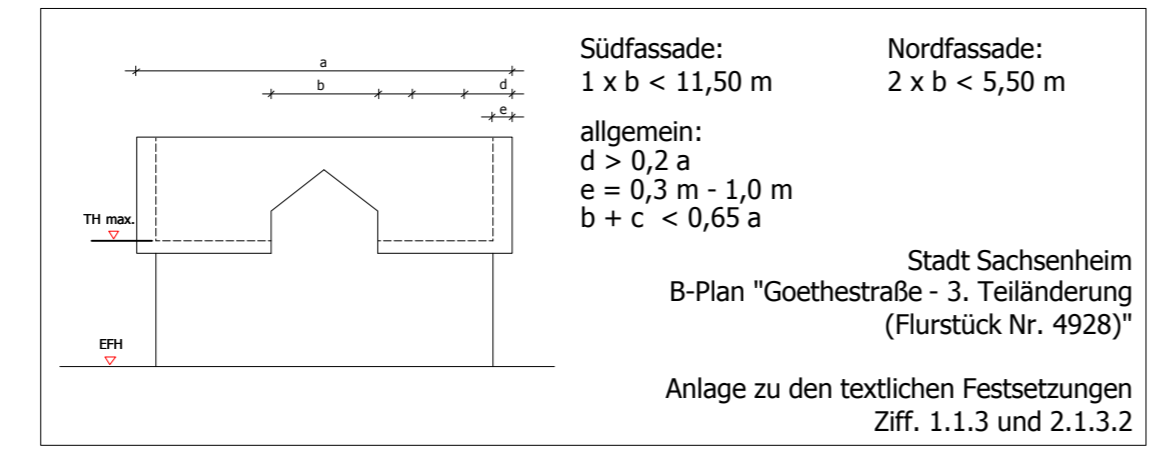 a
b
d
e
TH max.
EFH
Südfassade:
1 x b < 11,50 m
Nordfassade:
2 x b < 5,50 m
allgemein:
d > 0,2 a
e = 0,3 m - 1,0 m
b + c < 0,65 a
Stadt Sachsenheim
B-Plan "Goethestraße - 3. Teiländerung
(Flurstück Nr. 4928)"
Anlage zu den textlichen Festsetzungen
Ziff. 1.1.3 und 2.1.3.2